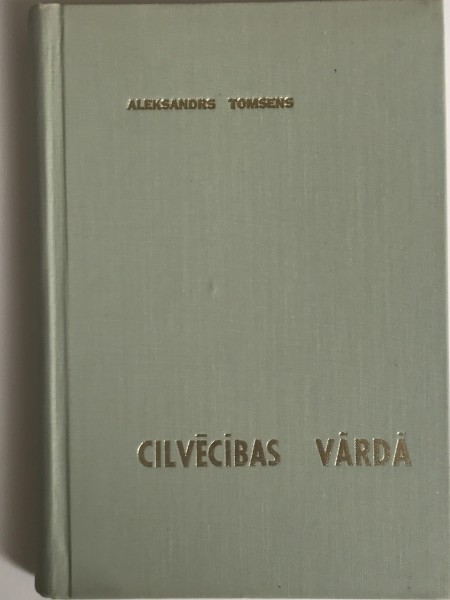 ALEKSANDRS TOMSENS
CILVĒCĪBAS VĀRDĀ